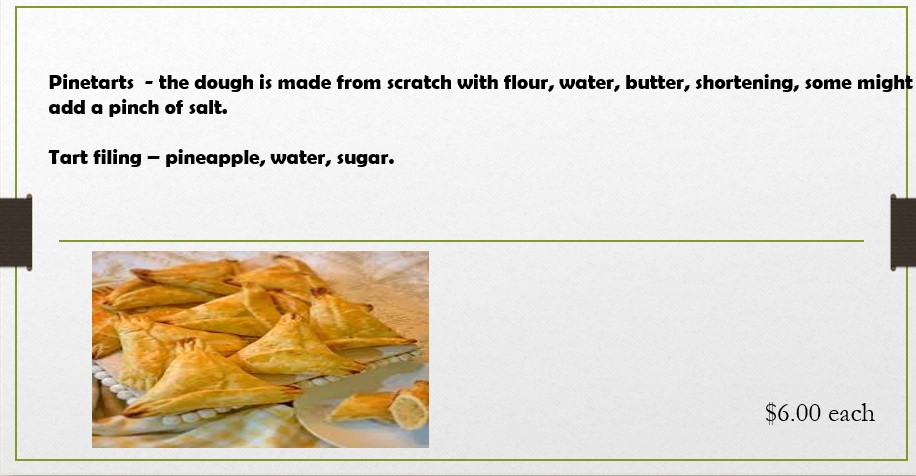 Pinetarts  - the dough is made from scratch with flour, water, butter, shortening, some might
add a pinch of salt.
Tart filing – pineapple, water, sugar.
$6.00 each